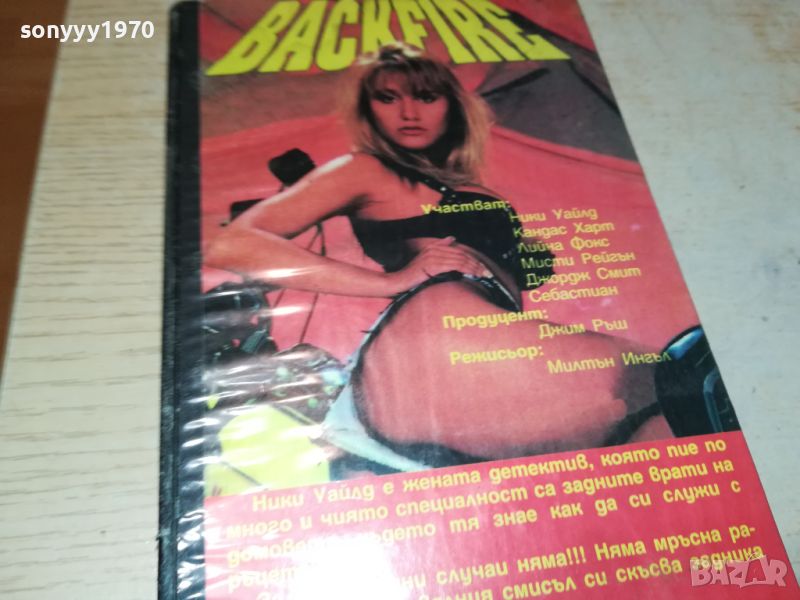 sonyyy1970
BACKFIRE
Участват:
Ники Уайлд
Кандас Харт
Лийна Фокс
Мисти Рейгън
Джордж Смит
Себастиан
Продуцент:
Джим Ръш
Режисьор:
Милтън Ингъл
Ники Уайлд е жената детектив, която пие по
много и чиято специалност са задните врати на
тя знае как да си служи с
случаи няма!!! Няма мръсна ра-
смисъл си скъсва задника
BAZAR